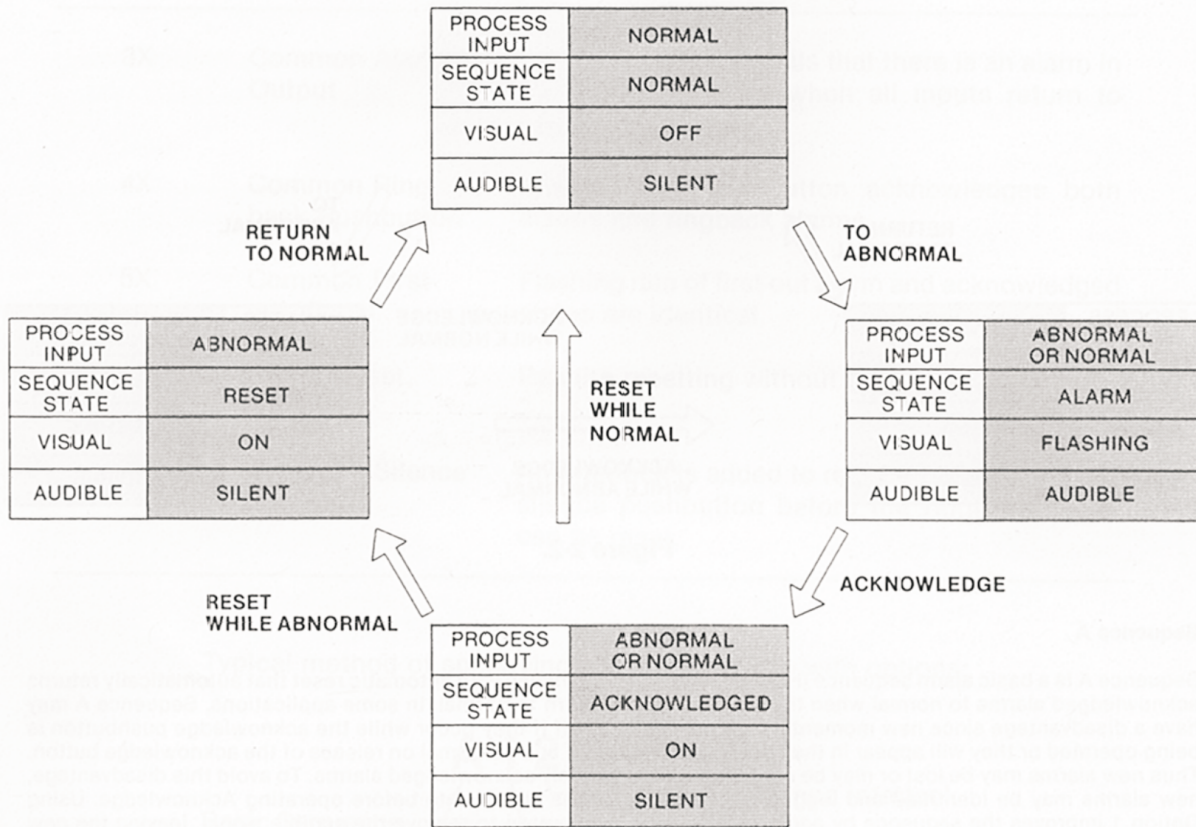 PROCESS INPUT NORMAL
SEQUENCE STATE NORMAL
VISUAL OFF
AUDIBLE SILENT
RETURN
TO NORMAL
TO
ABNORMAL
PROCESS INPUT ABNORMAL
SEQUENCE STATE RESET
VISUAL ON
AUDIBLE SILENT
RESET
WHILE
NORMAL
PROCESS INPUT ABNORMAL OR NORMAL
SEQUENCE STATE ALARM
VISUAL FLASHING
AUDIBLE AUDIBLE
RESET
WHILE ABNORMAL
ACKNOWLEDGE
PROCESS INPUT ABNORMAL OR NORMAL
SEQUENCE STATE ACKNOWLEDGED
VISUAL ON
AUDIBLE SILENT